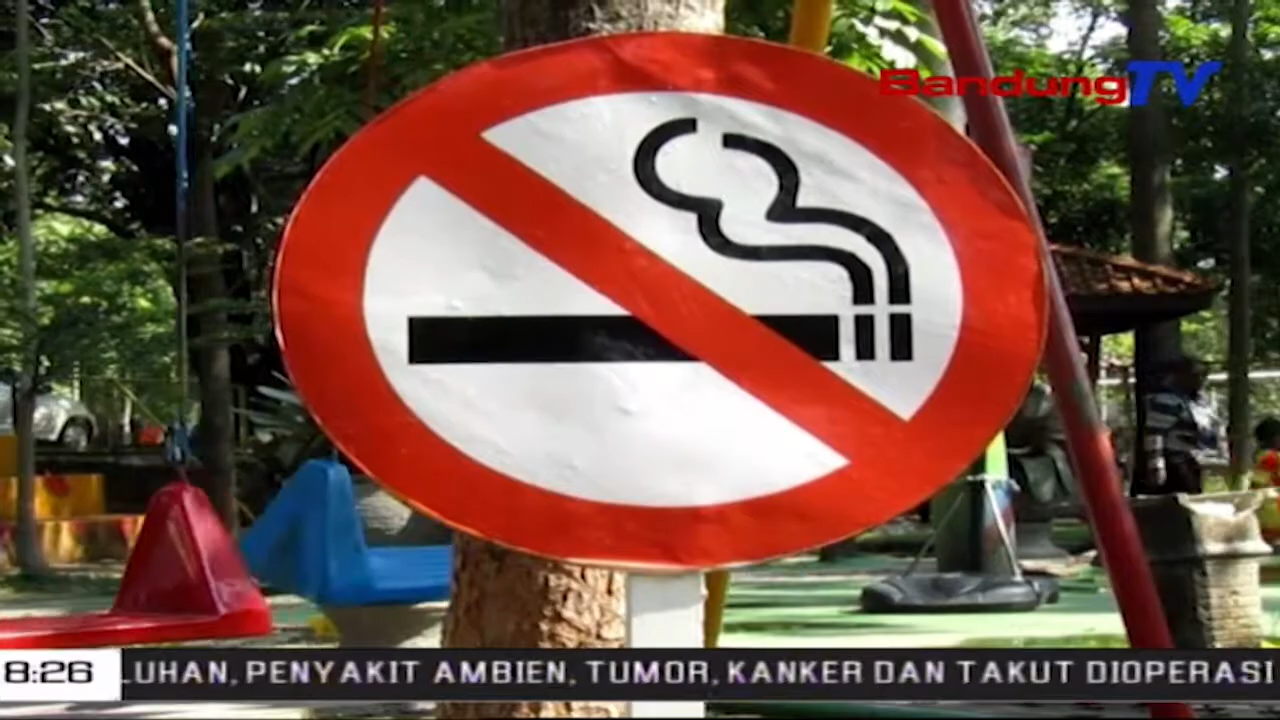 BandungTV
8:26
LUHAN, PENYAKIT AMBIEN, TUMOR, KANKER DAN TAKUT DIOPERASI